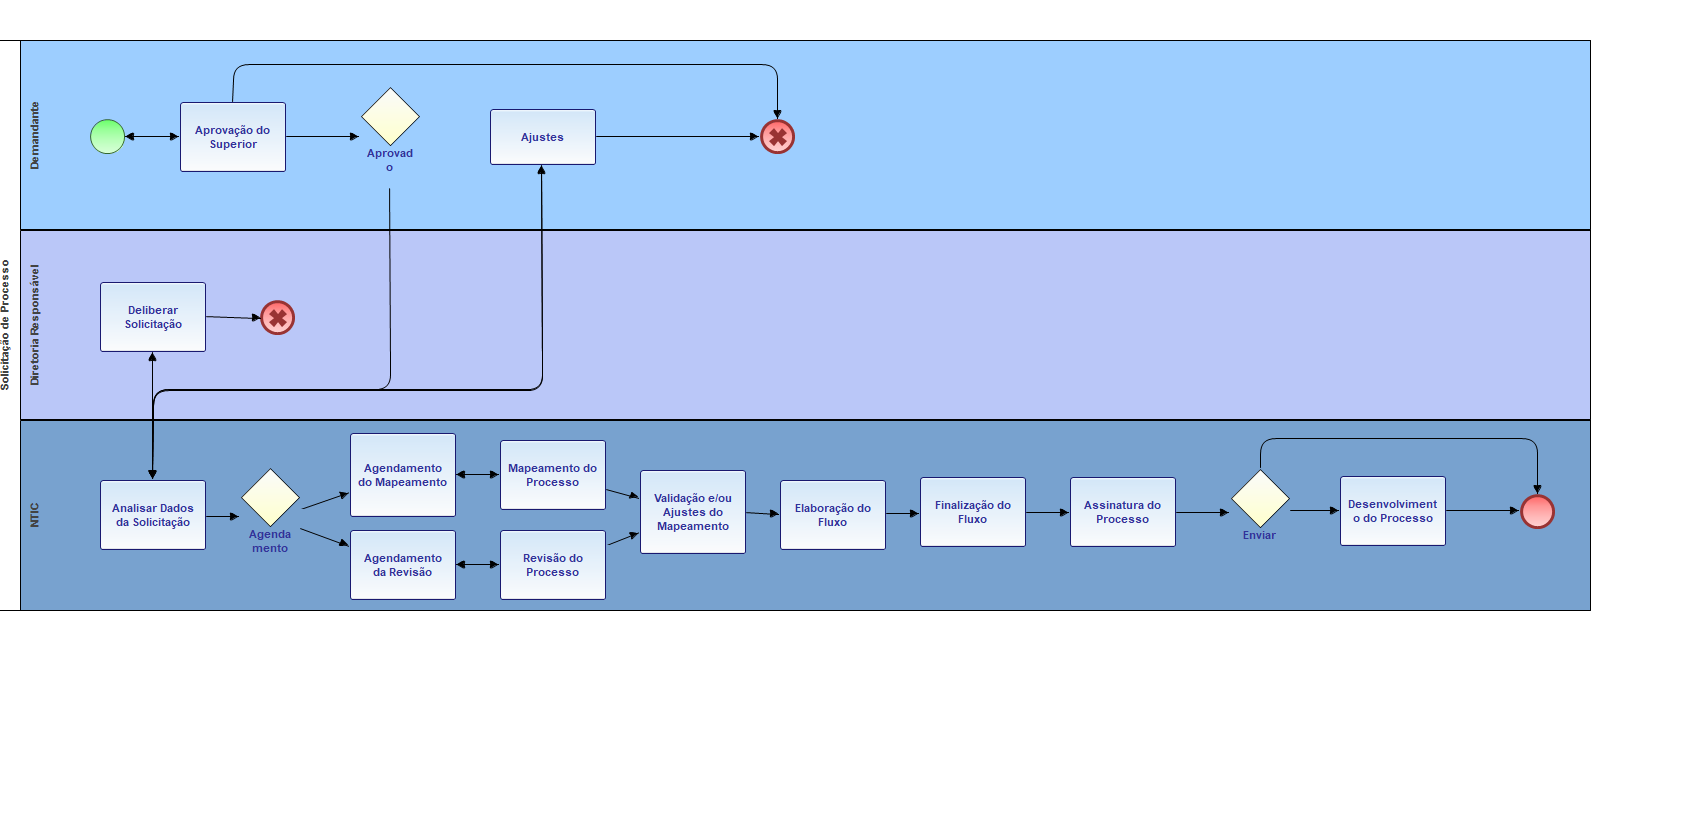 Solicitação de Processo
Demandante
Aprovação do
Superior
Aprovad
o
Ajustes
Diretoria Responsável
Deliberar
Solicitação
NTIC
Analisar Dados
da Solicitação
Agenda
mento
Agendamento
do Mapeamento
Mapeamento do
Processo
Agendamento
da Revisão
Revisão do
Processo
Validação e/ou
Ajustes do
Mapeamento
Elaboração do
Fluxo
Finalização do
Fluxo
Assinatura do
Processo
Enviar
Desenvolviment
o do Processo